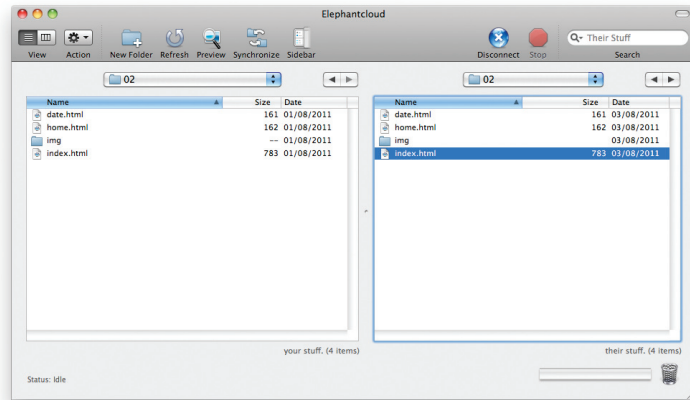 Elephantcloud
View Action New Folder Refresh Preview Synchronize Sidebar Disconnect Stop Search
Their Stuff
02
02
Name Size Date
date.html 161 01/08/2011
home.html 162 01/08/2011
img -- 01/08/2011
index.html 783 01/08/2011
Name Size Date
date.html 161 03/08/2011
home.html 162 03/08/2011
img 03/08/2011
index.html 783 03/08/2011
your stuff. (4 items)
their stuff. (4 items)
Status: Idle